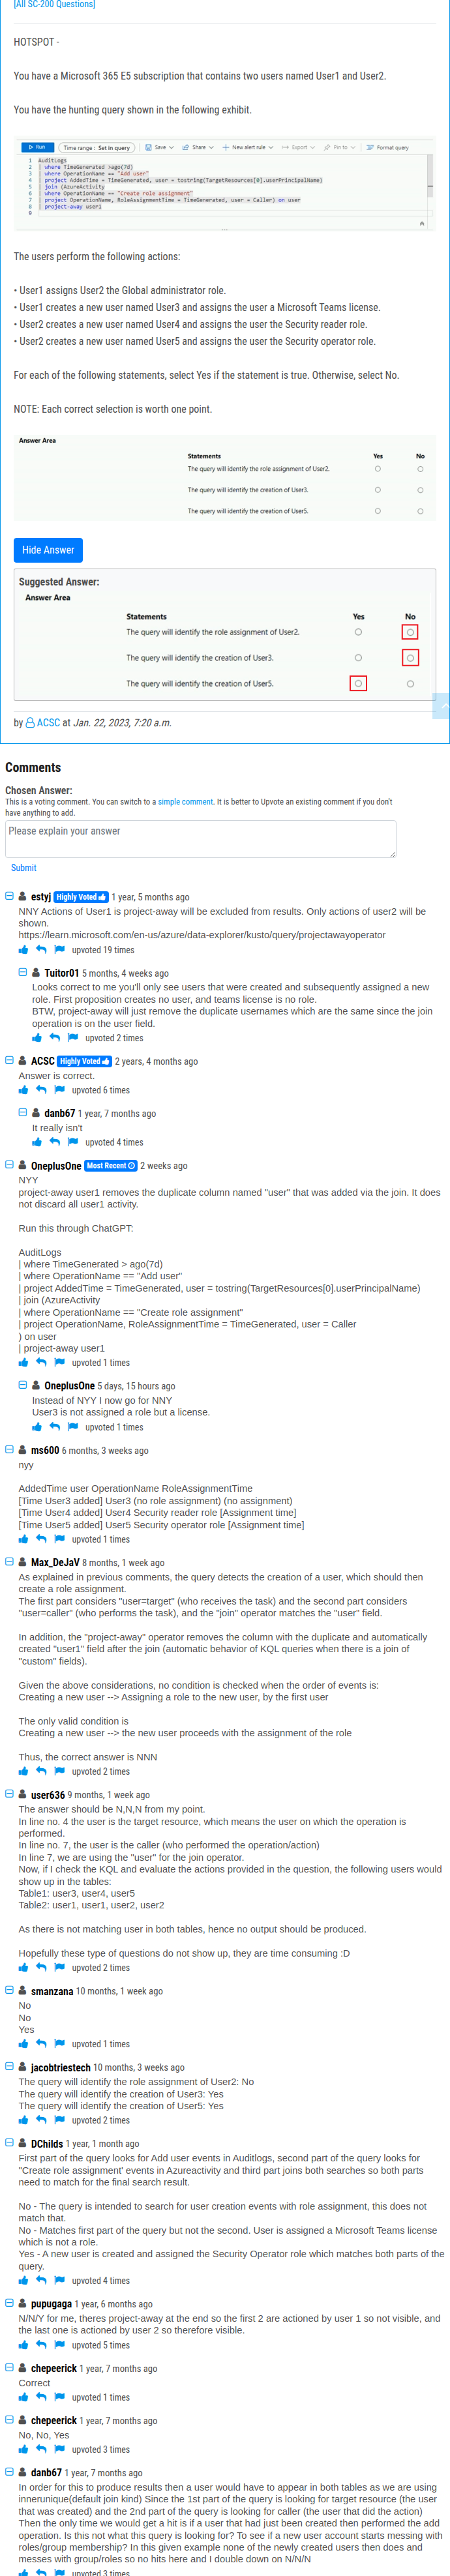 [All SC-200 Questions]
HOTSPOT -
You have a Microsoft 365 E5 subscription that contains two users named User1 and User2.
You have the hunting query shown in the following exhibit.
Run Time range : Set in query Save Share New alert rule Export Pin to Format query
1 AuditLogs
2 | where TimeGenerated >ago(7d)
3 | where OperationName == "Add user"
4 | project AddedTime = TimeGenerated, user = tostring(TargetResources[0].userPrincipalName)
5 | join (AzureActivity
6 | where OperationName == "Create role assignment"
7 | project OperationName, RoleAssignmentTime = TimeGenerated, user = Caller) on user
8 | project-away user1
9
The users perform the following actions:
• User1 assigns User2 the Global administrator role.
• User1 creates a new user named User3 and assigns the user a Microsoft Teams license.
• User2 creates a new user named User4 and assigns the user the Security reader role.
• User2 creates a new user named User5 and assigns the user the Security operator role.
For each of the following statements, select Yes if the statement is true. Otherwise, select No.
NOTE: Each correct selection is worth one point.
Answer Area
Statements Yes No
The query will identify the role assignment of User2.
The query will identify the creation of User3.
The query will identify the creation of User5.
Hide Answer
Suggested Answer:
Answer Area
Statements Yes No
The query will identify the role assignment of User2.
The query will identify the creation of User3.
The query will identify the creation of User5.
by ACSC at Jan. 22, 2023, 7:20 a.m.
Comments
Chosen Answer:
This is a voting comment. You can switch to a simple comment. It is better to Upvote an existing comment if you don't
have anything to add.
Please explain your answer
Submit
estyj Highly Voted 1 year, 5 months ago
NNY Actions of User1 is project-away will be excluded from results. Only actions of user2 will be
shown.
https://learn.microsoft.com/en-us/azure/data-explorer/kusto/query/projectawayoperator
upvoted 19 times
Tuitor01 5 months, 4 weeks ago
Looks correct to me you'll only see users that were created and subsequently assigned a new
role. First proposition creates no user, and teams license is no role.
BTW, project-away will just remove the duplicate usernames which are the same since the join
operation is on the user field.
upvoted 2 times
ACSC Highly Voted 2 years, 4 months ago
Answer is correct.
upvoted 6 times
danb67 1 year, 7 months ago
It really isn't
upvoted 4 times
OneplusOne Most Recent 2 weeks ago
NYY
project-away user1 removes the duplicate column named "user" that was added via the join. It does
not discard all user1 activity.
Run this through ChatGPT:
AuditLogs
| where TimeGenerated > ago(7d)
| where OperationName == "Add user"
| project AddedTime = TimeGenerated, user = tostring(TargetResources[0].userPrincipalName)
| join (AzureActivity
| where OperationName == "Create role assignment"
| project OperationName, RoleAssignmentTime = TimeGenerated, user = Caller
) on user
| project-away user1
upvoted 1 times
OneplusOne 5 days, 15 hours ago
Instead of NYY I now go for NNY
User3 is not assigned a role but a license.
upvoted 1 times
ms600 6 months, 3 weeks ago
nyy
AddedTime user OperationName RoleAssignmentTime
[Time User3 added] User3 (no role assignment) (no assignment)
[Time User4 added] User4 Security reader role [Assignment time]
[Time User5 added] User5 Security operator role [Assignment time]
upvoted 1 times
Max_DeJaV 8 months, 1 week ago
As explained in previous comments, the query detects the creation of a user, which should then
create a role assignment.
The first part considers "user=target" (who receives the task) and the second part considers
"user=caller" (who performs the task), and the "join" operator matches the "user" field.
In addition, the "project-away" operator removes the column with the duplicate and automatically
created "user1" field after the join (automatic behavior of KQL queries when there is a join of
"custom" fields).
Given the above considerations, no condition is checked when the order of events is:
Creating a new user --> Assigning a role to the new user, by the first user
The only valid condition is
Creating a new user --> the new user proceeds with the assignment of the role
Thus, the correct answer is NNN
upvoted 2 times
user636 9 months, 1 week ago
The answer should be N,N,N from my point.
In line no. 4 the user is the target resource, which means the user on which the operation is
performed.
In line no. 7, the user is the caller (who performed the operation/action)
In line 7, we are using the "user" for the join operator.
Now, if I check the KQL and evaluate the actions provided in the question, the following users would
show up in the tables:
Table1: user3, user4, user5
Table2: user1, user1, user2, user2
As there is not matching user in both tables, hence no output should be produced.
Hopefully these type of questions do not show up, they are time consuming :D
upvoted 2 times
smanzana 10 months, 1 week ago
No
No
Yes
upvoted 1 times
jacobtriestech 10 months, 3 weeks ago
The query will identify the role assignment of User2: No
The query will identify the creation of User3: Yes
The query will identify the creation of User5: Yes
upvoted 2 times
DChilds 1 year, 1 month ago
First part of the query looks for Add user events in Auditlogs, second part of the query looks for
"Create role assignment' events in Azureactivity and third part joins both searches so both parts
need to match for the final search result.
No - The query is intended to search for user creation events with role assignment, this does not
match that.
No - Matches first part of the query but not the second. User is assigned a Microsoft Teams license
which is not a role.
Yes - A new user is created and assigned the Security Operator role which matches both parts of the
query.
upvoted 4 times
pupugaga 1 year, 6 months ago
N/N/Y for me, theres project-away at the end so the first 2 are actioned by user 1 so not visible, and
the last one is actioned by user 2 so therefore visible.
upvoted 5 times
chepeerick 1 year, 7 months ago
Correct
upvoted 1 times
chepeerick 1 year, 7 months ago
No, No, Yes
upvoted 3 times
danb67 1 year, 7 months ago
In order for this to produce results then a user would have to appear in both tables as we are using
innerunique(default join kind) Since the 1st part of the query is looking for target resource (the user
that was created) and the 2nd part of the query is looking for caller (the user that did the action)
Then the only time we would get a hit is if a user that had just been created then performed the add
operation. Is this not what this query is looking for? To see if a new user account starts messing with
roles/group membership? In this given example none of the newly created users then does and
messes with group/roles so no hits here and I double down on N/N/N
upvoted 3 times